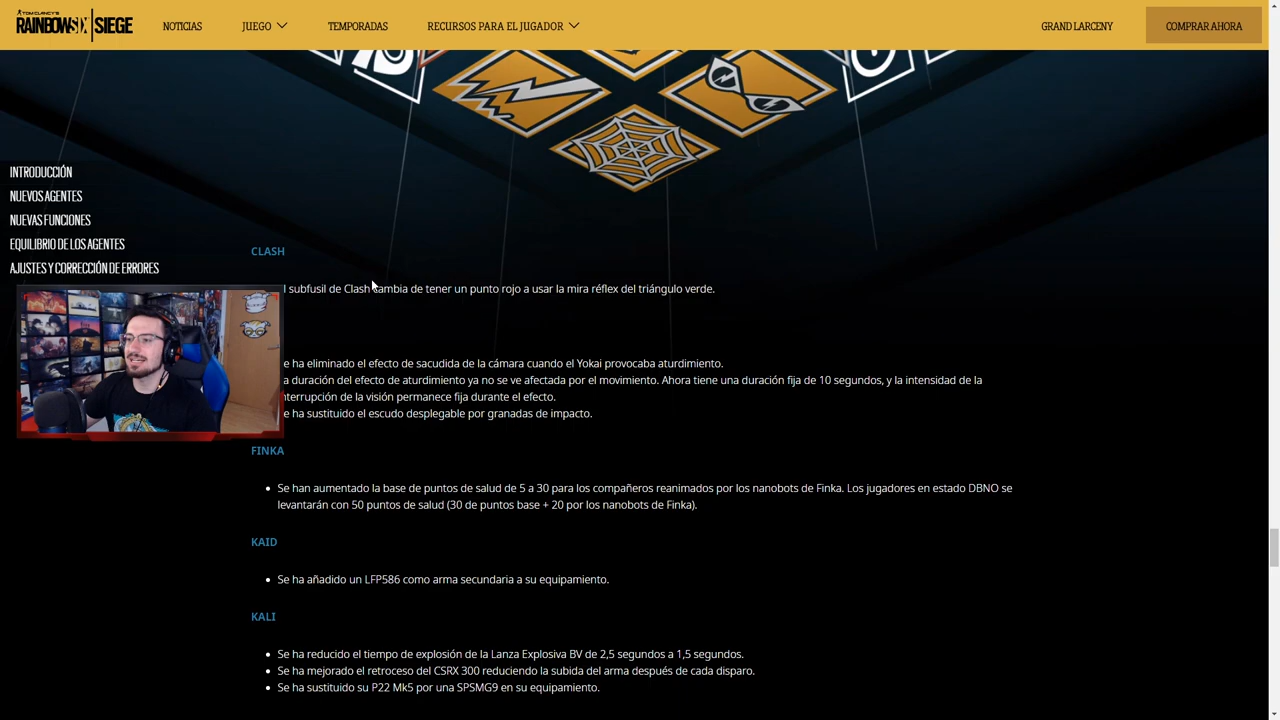 TOM CLANCY'S
RAINBOWSIX | SIEGE
NOTICIAS
JUEGO
TEMPORADAS
RECURSOS PARA EL JUGADOR
GRAND LARCENY
COMPRAR AHORA
INTRODUCCIÓN
NUEVOS AGENTES
NUEVAS FUNCIONES
EQUILIBRIO DE LOS AGENTES
AJUSTES Y CORRECCIÓN DE ERRORES
CLASH
l subfusil de Clash cambia de tener un punto rojo a usar la mira réflex del triángulo verde.
e ha eliminado el efecto de sacudida de la cámara cuando el Yokai provocaba aturdimiento.
a duración del efecto de aturdimiento ya no se ve afectada por el movimiento. Ahora tiene una duración fija de 10 segundos, y la intensidad de la
nterrupción de la visión permanece fija durante el efecto.
e ha sustituido el escudo desplegable por granadas de impacto.
FINKA
• Se han aumentado la base de puntos de salud de 5 a 30 para los compañeros reanimados por los nanobots de Finka. Los jugadores en estado DBNO se
levantarán con 50 puntos de salud (30 de puntos base + 20 por los nanobots de Finka).
KAID
• Se ha añadido un LFP586 como arma secundaria a su equipamiento.
KALI
• Se ha reducido el tiempo de explosión de la Lanza Explosiva BV de 2,5 segundos a 1,5 segundos.
• Se ha mejorado el retroceso del CSRX 300 reduciendo la subida del arma después de cada disparo.
• Se ha sustituido su P22 Mk5 por una SPSMG9 en su equipamiento.